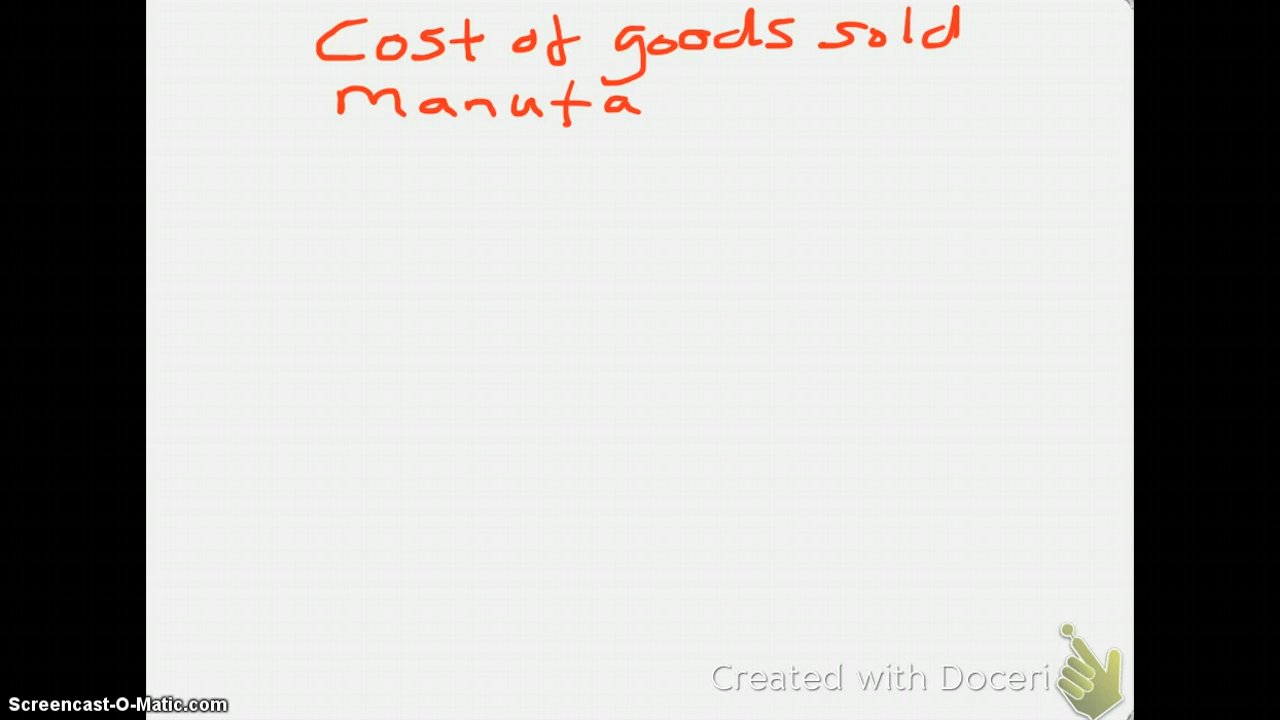 Cost of goods sold
Manufa
Created with Doceri
Screencast-O-Matic.com